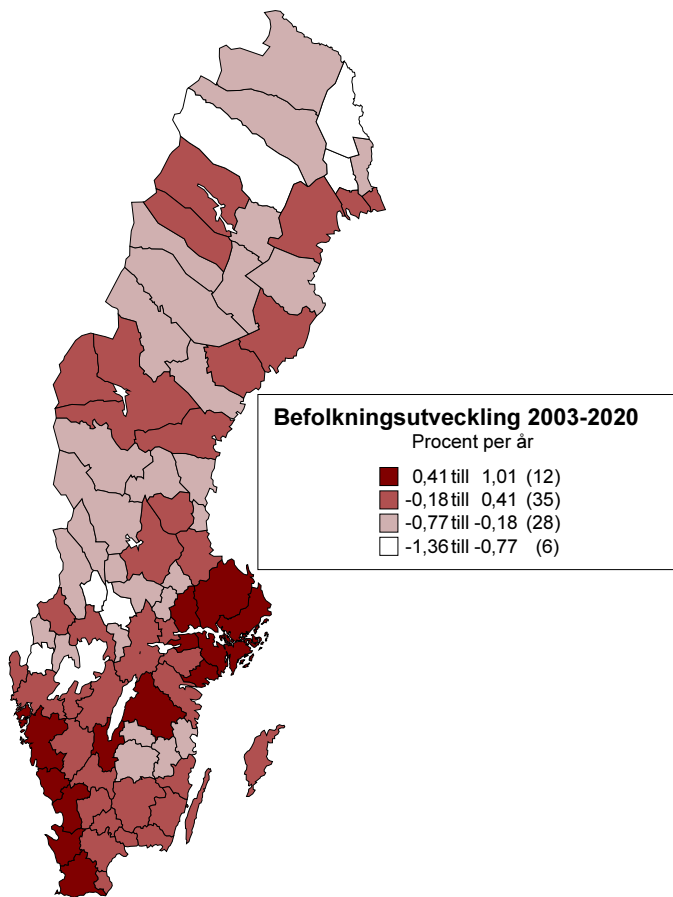 Befolkningsutveckling 2003-2020
Procent per år
0,41 till 1,01 (12)
-0,18 till 0,41 (35)
-0,77 till -0,18 (28)
-1,36 till -0,77 (6)